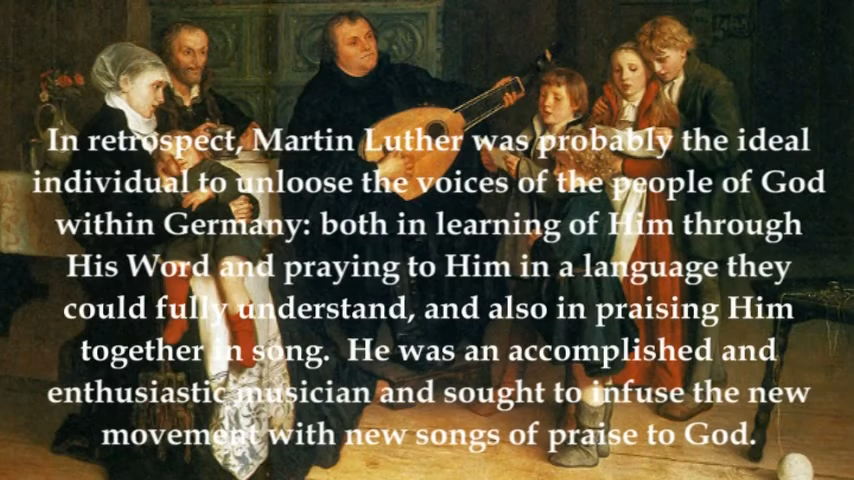 In retrospect, Martin Luther was probably the ideal
individual to unloose the voices of the people of God
within Germany: both in learning of Him through
His Word and praying to Him in a language they
could fully understand, and also in praising Him
together in song.  He was an accomplished and
enthusiastic musician and sought to infuse the new
movement with new songs of praise to God.